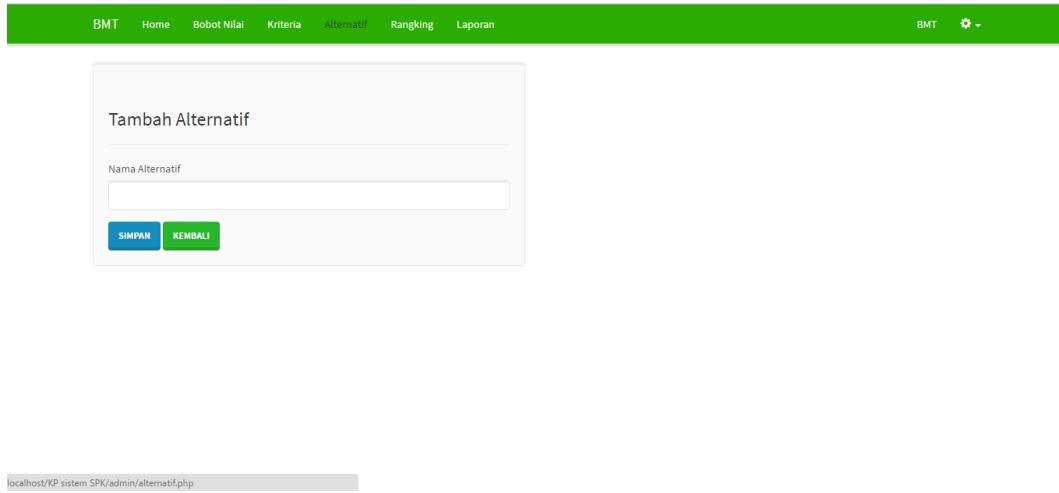 BMT Home Bobot Nilai Kriteria Alternatif Rangking Laporan BMT
Tambah Alternatif
Nama Alternatif
SIMPAN KEMBALI
localhost/KP sistem SPK/admin/alternatif.php